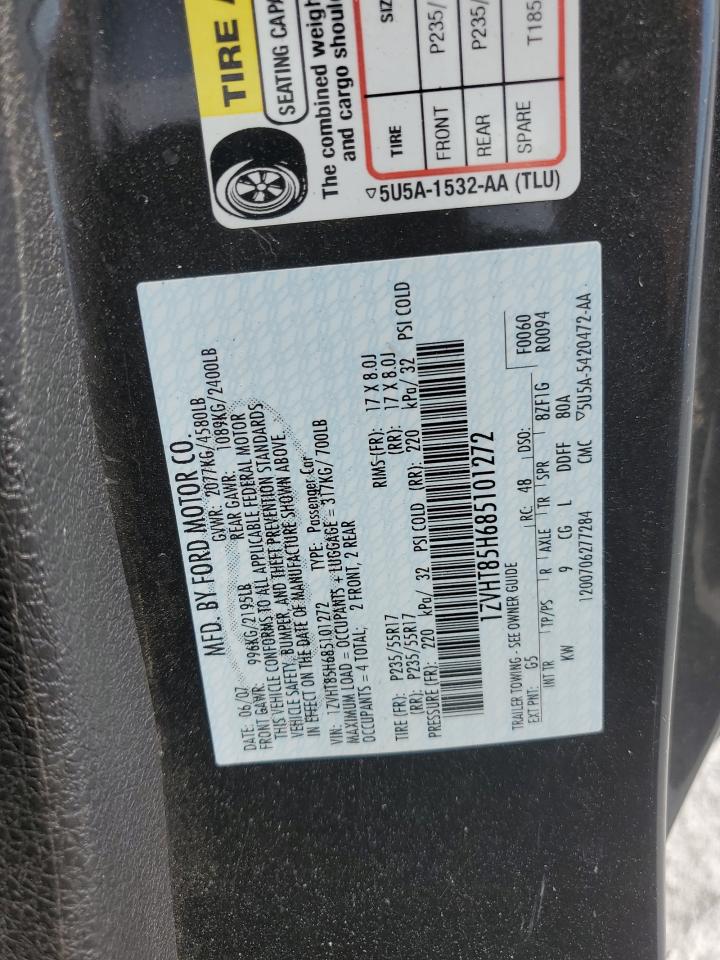 TIRE
SEATING CAPA
The combined weigh
and cargo shoul
TIRE SIZ
FRONT P235/
REAR P235/
SPARE T185
5U5A-1532-AA (TLU)
MFD. BY FORD MOTOR CO.
DATE: 06/07 GVWR: 2077KG/4580LB
FRONT GAWR: 996KG/2195LB REAR GAWR: 1089KG/2400LB
THIS VEHICLE CONFORMS TO ALL APPLICABLE FEDERAL MOTOR
VEHICLE SAFETY, BUMPER, AND THEFT PREVENTION STANDARDS
IN EFFECT ON THE DATE OF MANUFACTURE SHOWN ABOVE.
VIN: 1ZVHT85H685101272 TYPE: Passenger Car
MAXIMUM LOAD = OCCUPANTS + LUGGAGE = 317KG/700LB
OCCUPANTS = 4 TOTAL, 2 FRONT, 2 REAR
TIRE (FR): P235/55R17 RIMS(FR): 17 X 8.0J
(RR): P235/55R17 (RR): 17 X 8.0J
PRESSURE (FR): 220 kPa/ 32 PSI COLD (RR): 220 kPa/ 32 PSI COLD
1ZVHT85H685101272
TRAILER TOWING - SEE OWNER GUIDE
EXT PNT: G5 RC: 48 DSO: F0060
R0094
INT TR TP/PS R AXLE TR SPR 8ZF1G
KW 9 CG L DDFF 80A
1200706277284 CMC 5U5A-5420472-AA